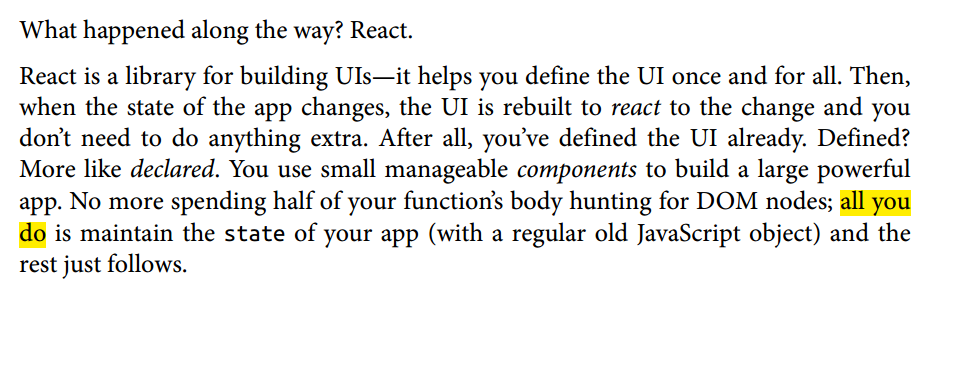 What happened along the way? React.
React is a library for building UIs—it helps you define the UI once and for all. Then,
when the state of the app changes, the UI is rebuilt to react to the change and you
don’t need to do anything extra. After all, you’ve defined the UI already. Defined?
More like declared. You use small manageable components to build a large powerful
app. No more spending half of your function’s body hunting for DOM nodes; all you
do is maintain the state of your app (with a regular old JavaScript object) and the
rest just follows.